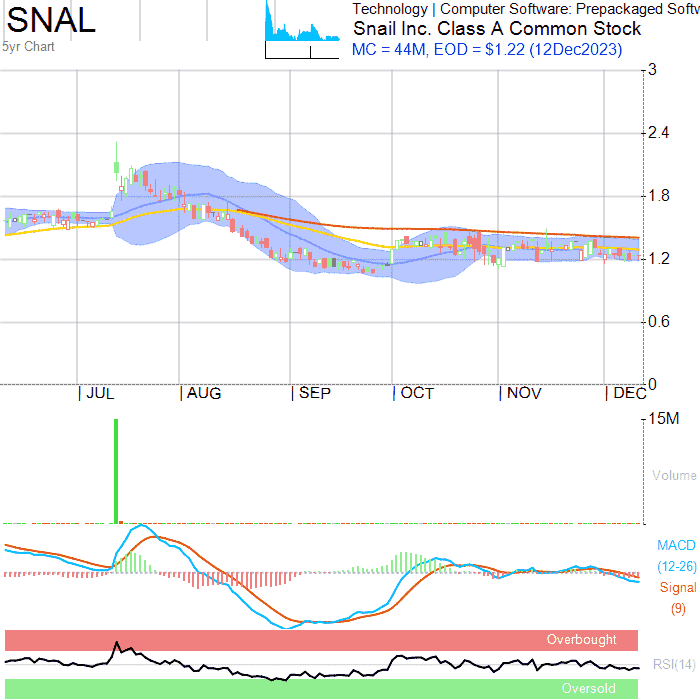 SNAL
5yr Chart
Technology | Computer Software: Prepackaged Softw
Snail Inc. Class A Common Stock
MC = 44M, EOD = $1.22 (12Dec2023)
3
2.4
1.8
1.2
0.6
0
| JUL | AUG | SEP | OCT | NOV | DEC
15M
Volume
MACD
(12-26)
Signal
(9)
Overbought
RSI(14)
Oversold